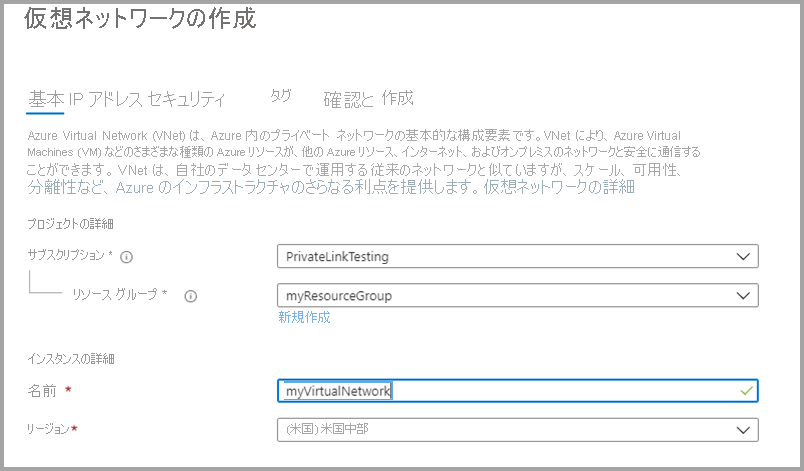 仮想ネットワークの作成
基本 IP アドレス セキュリティ タグ 確認と 作成
Azure Virtual Network (VNet) は、Azure 内のプライベート ネットワークの基本的な構成要素です。VNet により、Azure Virtual
Machines (VM) などのさまざまな種類の Azure リソースが、他の Azure リソース、インターネット、およびオンプレミスのネットワークと安全に通信する
ことができます。VNet は、自社のデータ センターで運用する従来のネットワークと似ていますが、スケール、可用性、
分離性など、Azure のインフラストラクチャのさらなる利点を提供します。仮想ネットワークの詳細
プロジェクトの詳細
サブスクリプション * PrivateLinkTesting
リソース グループ * myResourceGroup
新規作成
インスタンスの詳細
名前 * myVirtualNetwork
リージョン* (米国) 米国中部